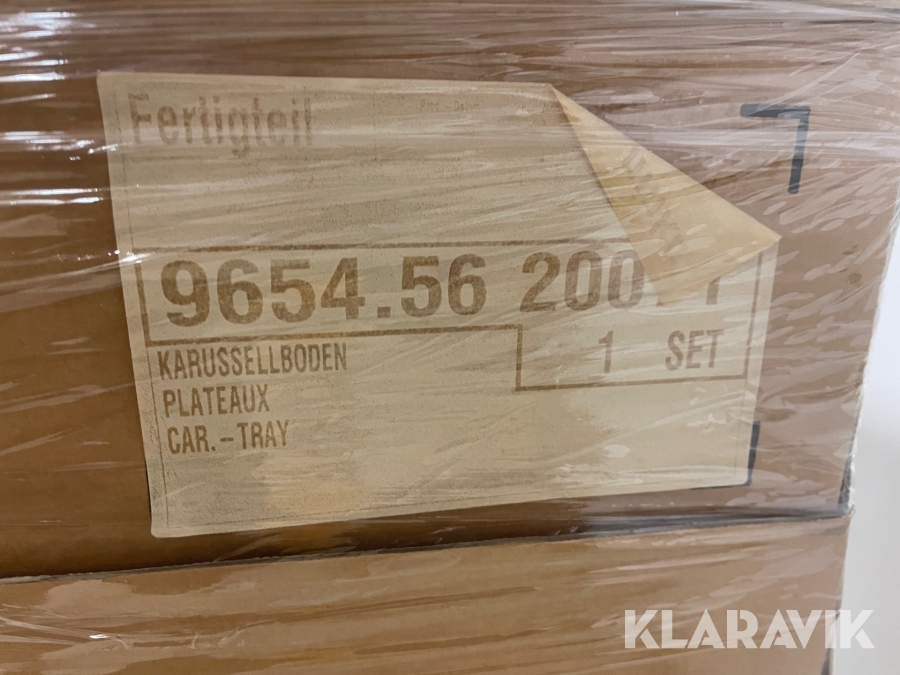 Fertigteil
9654.56 200
1 SET
KARUSSELLBODEN
PLATEAUX
CAR.-TRAY
KLARAVIK